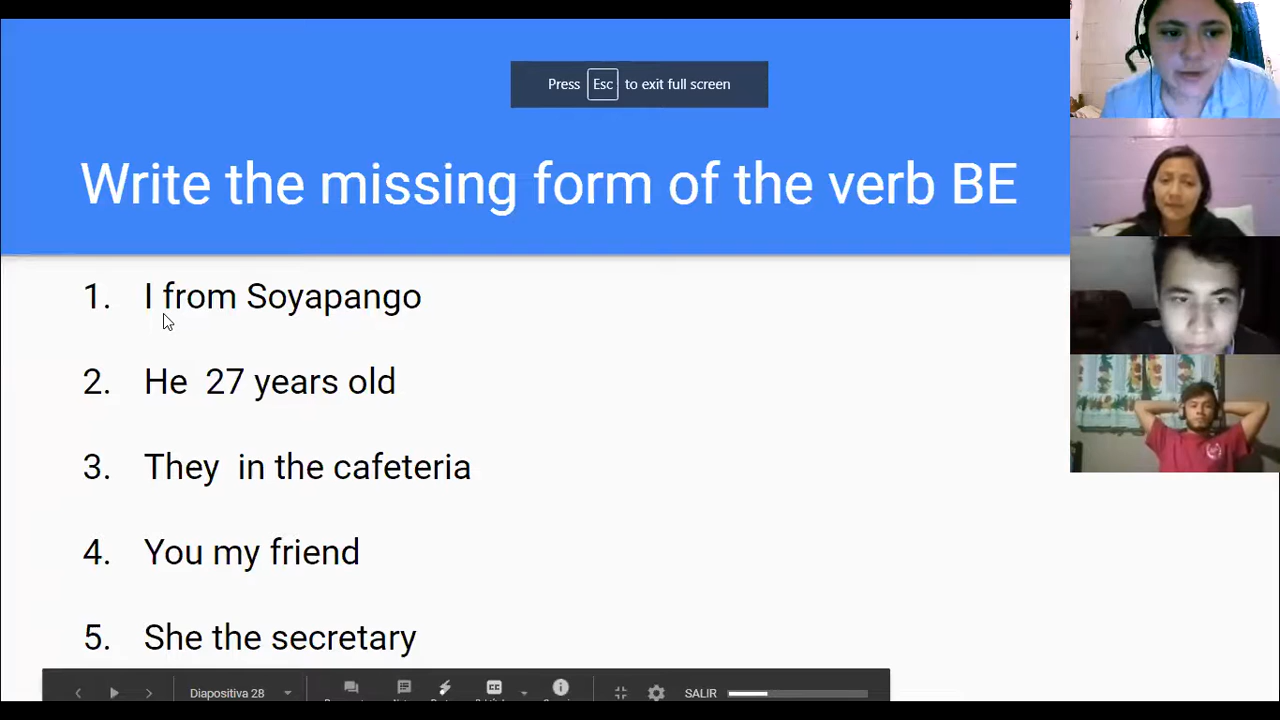 Press Esc to exit full screen
Write the missing form of the verb BE
1. I from Soyapango
2. He 27 years old
3. They in the cafeteria
4. You my friend
5. She the secretary
Diapositiva 28
SALIR